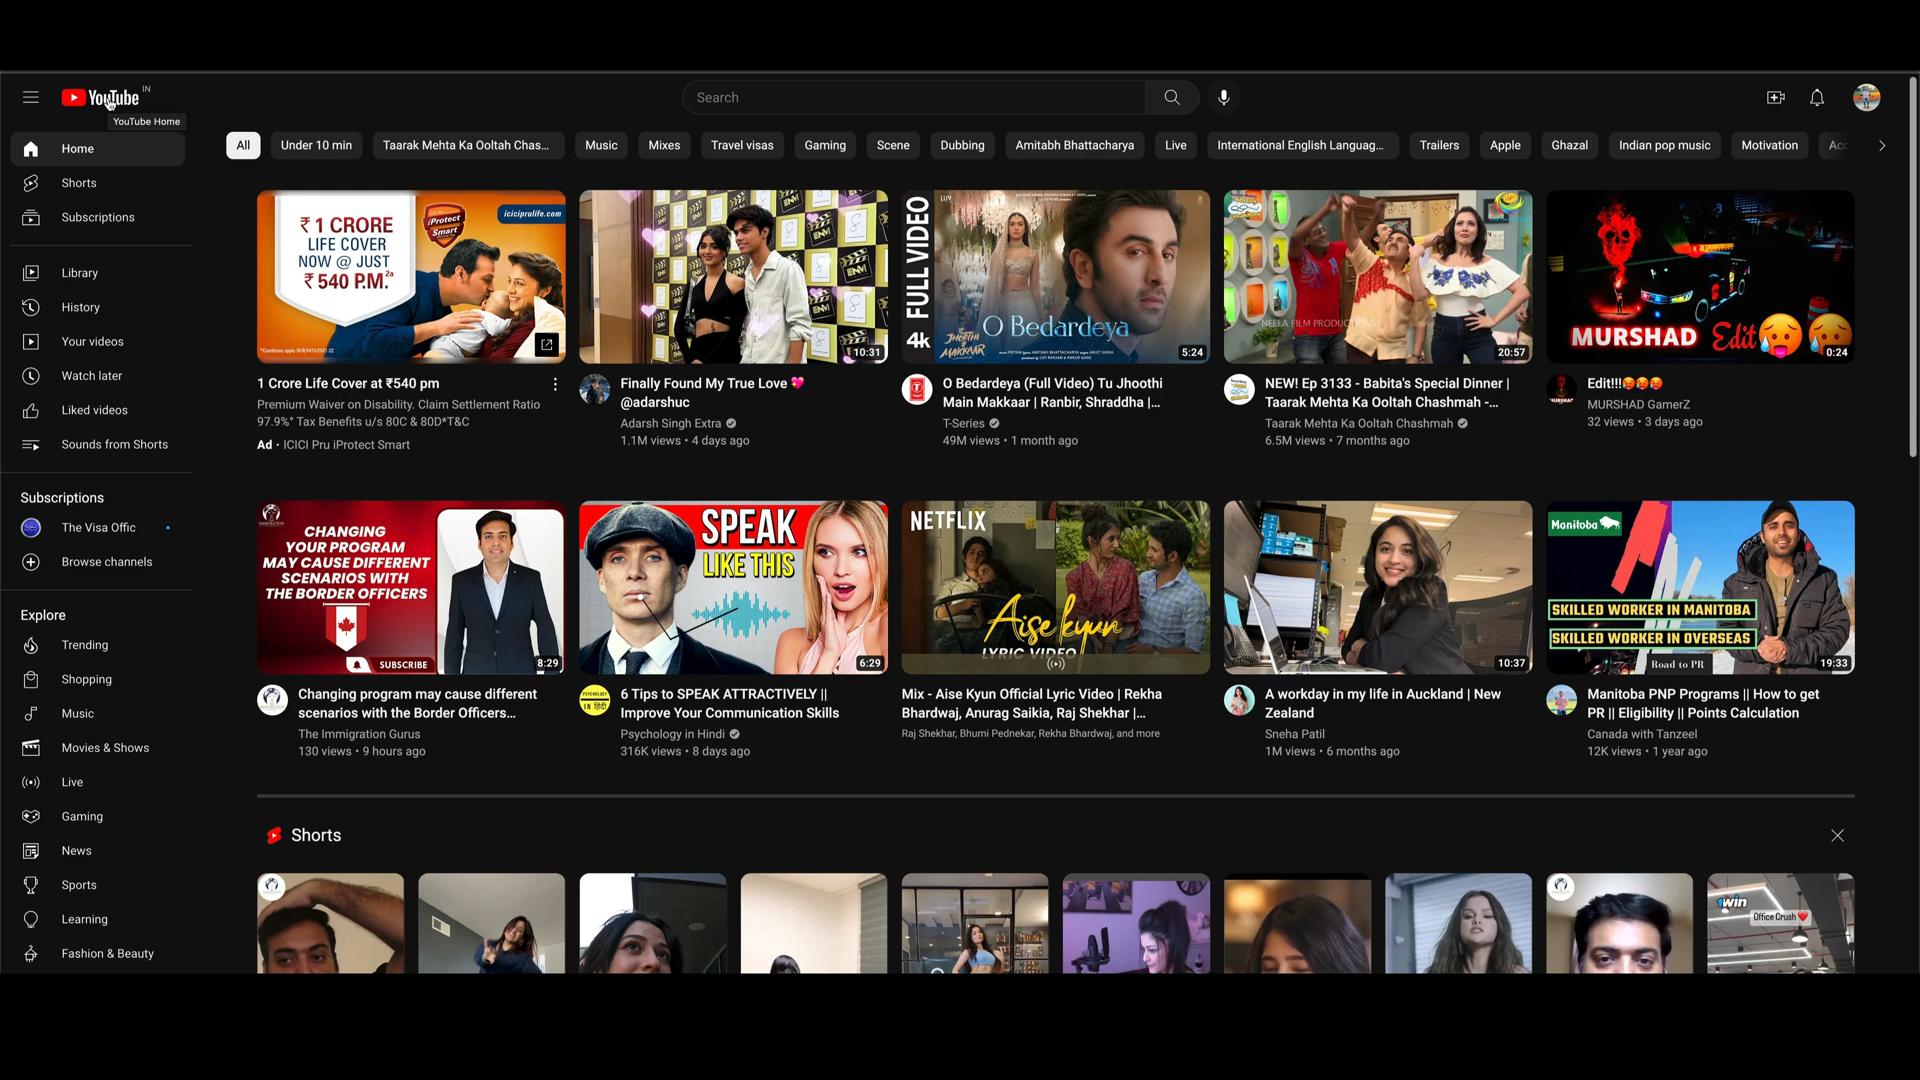 YouTube IN
Search
YouTube Home
Home
Shorts
Subscriptions
Library
History
Your videos
Watch later
Liked videos
Sounds from Shorts
Subscriptions
The Visa Offic
Browse channels
Explore
Trending
Shopping
Music
Movies & Shows
Live
Gaming
News
Sports
Learning
Fashion & Beauty
All
Under 10 min
Taarak Mehta Ka Ooltah Chas...
Music
Mixes
Travel visas
Gaming
Scene
Dubbing
Amitabh Bhattacharya
Live
International English Languag...
Trailers
Apple
Ghazal
Indian pop music
Motivation
Acc
₹ 1 CRORE
LIFE COVER
NOW @ JUST
₹ 540 P.M.2a
iProtect
Smart
iciciprulife.com
1 Crore Life Cover at ₹540 pm
Premium Waiver on Disability. Claim Settlement Ratio
97.9%° Tax Benefits u/s 80C & 80D*T&C
Ad · ICICI Pru iProtect Smart
ENVI
10:31
Finally Found My True Love 💖
@adarshuc
Adarsh Singh Extra
1.1M views • 4 days ago
FULL VIDEO
4k
LUV
O Bedardeya
TU
JHOOTHI
MAIN
MAKKAAR
5:24
O Bedardeya (Full Video) Tu Jhoothi
Main Makkaar | Ranbir, Shraddha |...
T-Series
49M views • 1 month ago
NEELA FILM PRODUCTIONS
20:57
NEW! Ep 3133 - Babita's Special Dinner |
Taarak Mehta Ka Ooltah Chashmah -...
Taarak Mehta Ka Ooltah Chashmah
6.5M views • 7 months ago
MURSHAD Edit🥵🥵
0:24
Edit!!!🥵🥵🥵
MURSHAD GamerZ
32 views • 3 days ago
CHANGING
YOUR PROGRAM
MAY CAUSE DIFFERENT
SCENARIOS WITH
THE BORDER OFFICERS
SUBSCRIBE
8:29
Changing program may cause different
scenarios with the Border Officers...
The Immigration Gurus
130 views • 9 hours ago
SPEAK
LIKE THIS
6:29
PSYCHOLOGY
IN हिंदी
6 Tips to SPEAK ATTRACTIVELY ||
Improve Your Communication Skills
Psychology in Hindi
316K views • 8 days ago
NETFLIX
Aise kyun
LYRIC VIDEO
Mix - Aise Kyun Official Lyric Video | Rekha
Bhardwaj, Anurag Saikia, Raj Shekhar |...
Raj Shekhar, Bhumi Pednekar, Rekha Bhardwaj, and more
10:37
A workday in my life in Auckland | New
Zealand
Sneha Patil
1M views • 6 months ago
Manitoba
SKILLED WORKER IN MANITOBA
SKILLED WORKER IN OVERSEAS
Road to PR
19:33
Manitoba PNP Programs || How to get
PR || Eligibility || Points Calculation
Canada with Tanzeel
12K views • 1 year ago
Shorts
1win
Office Crush ❤️